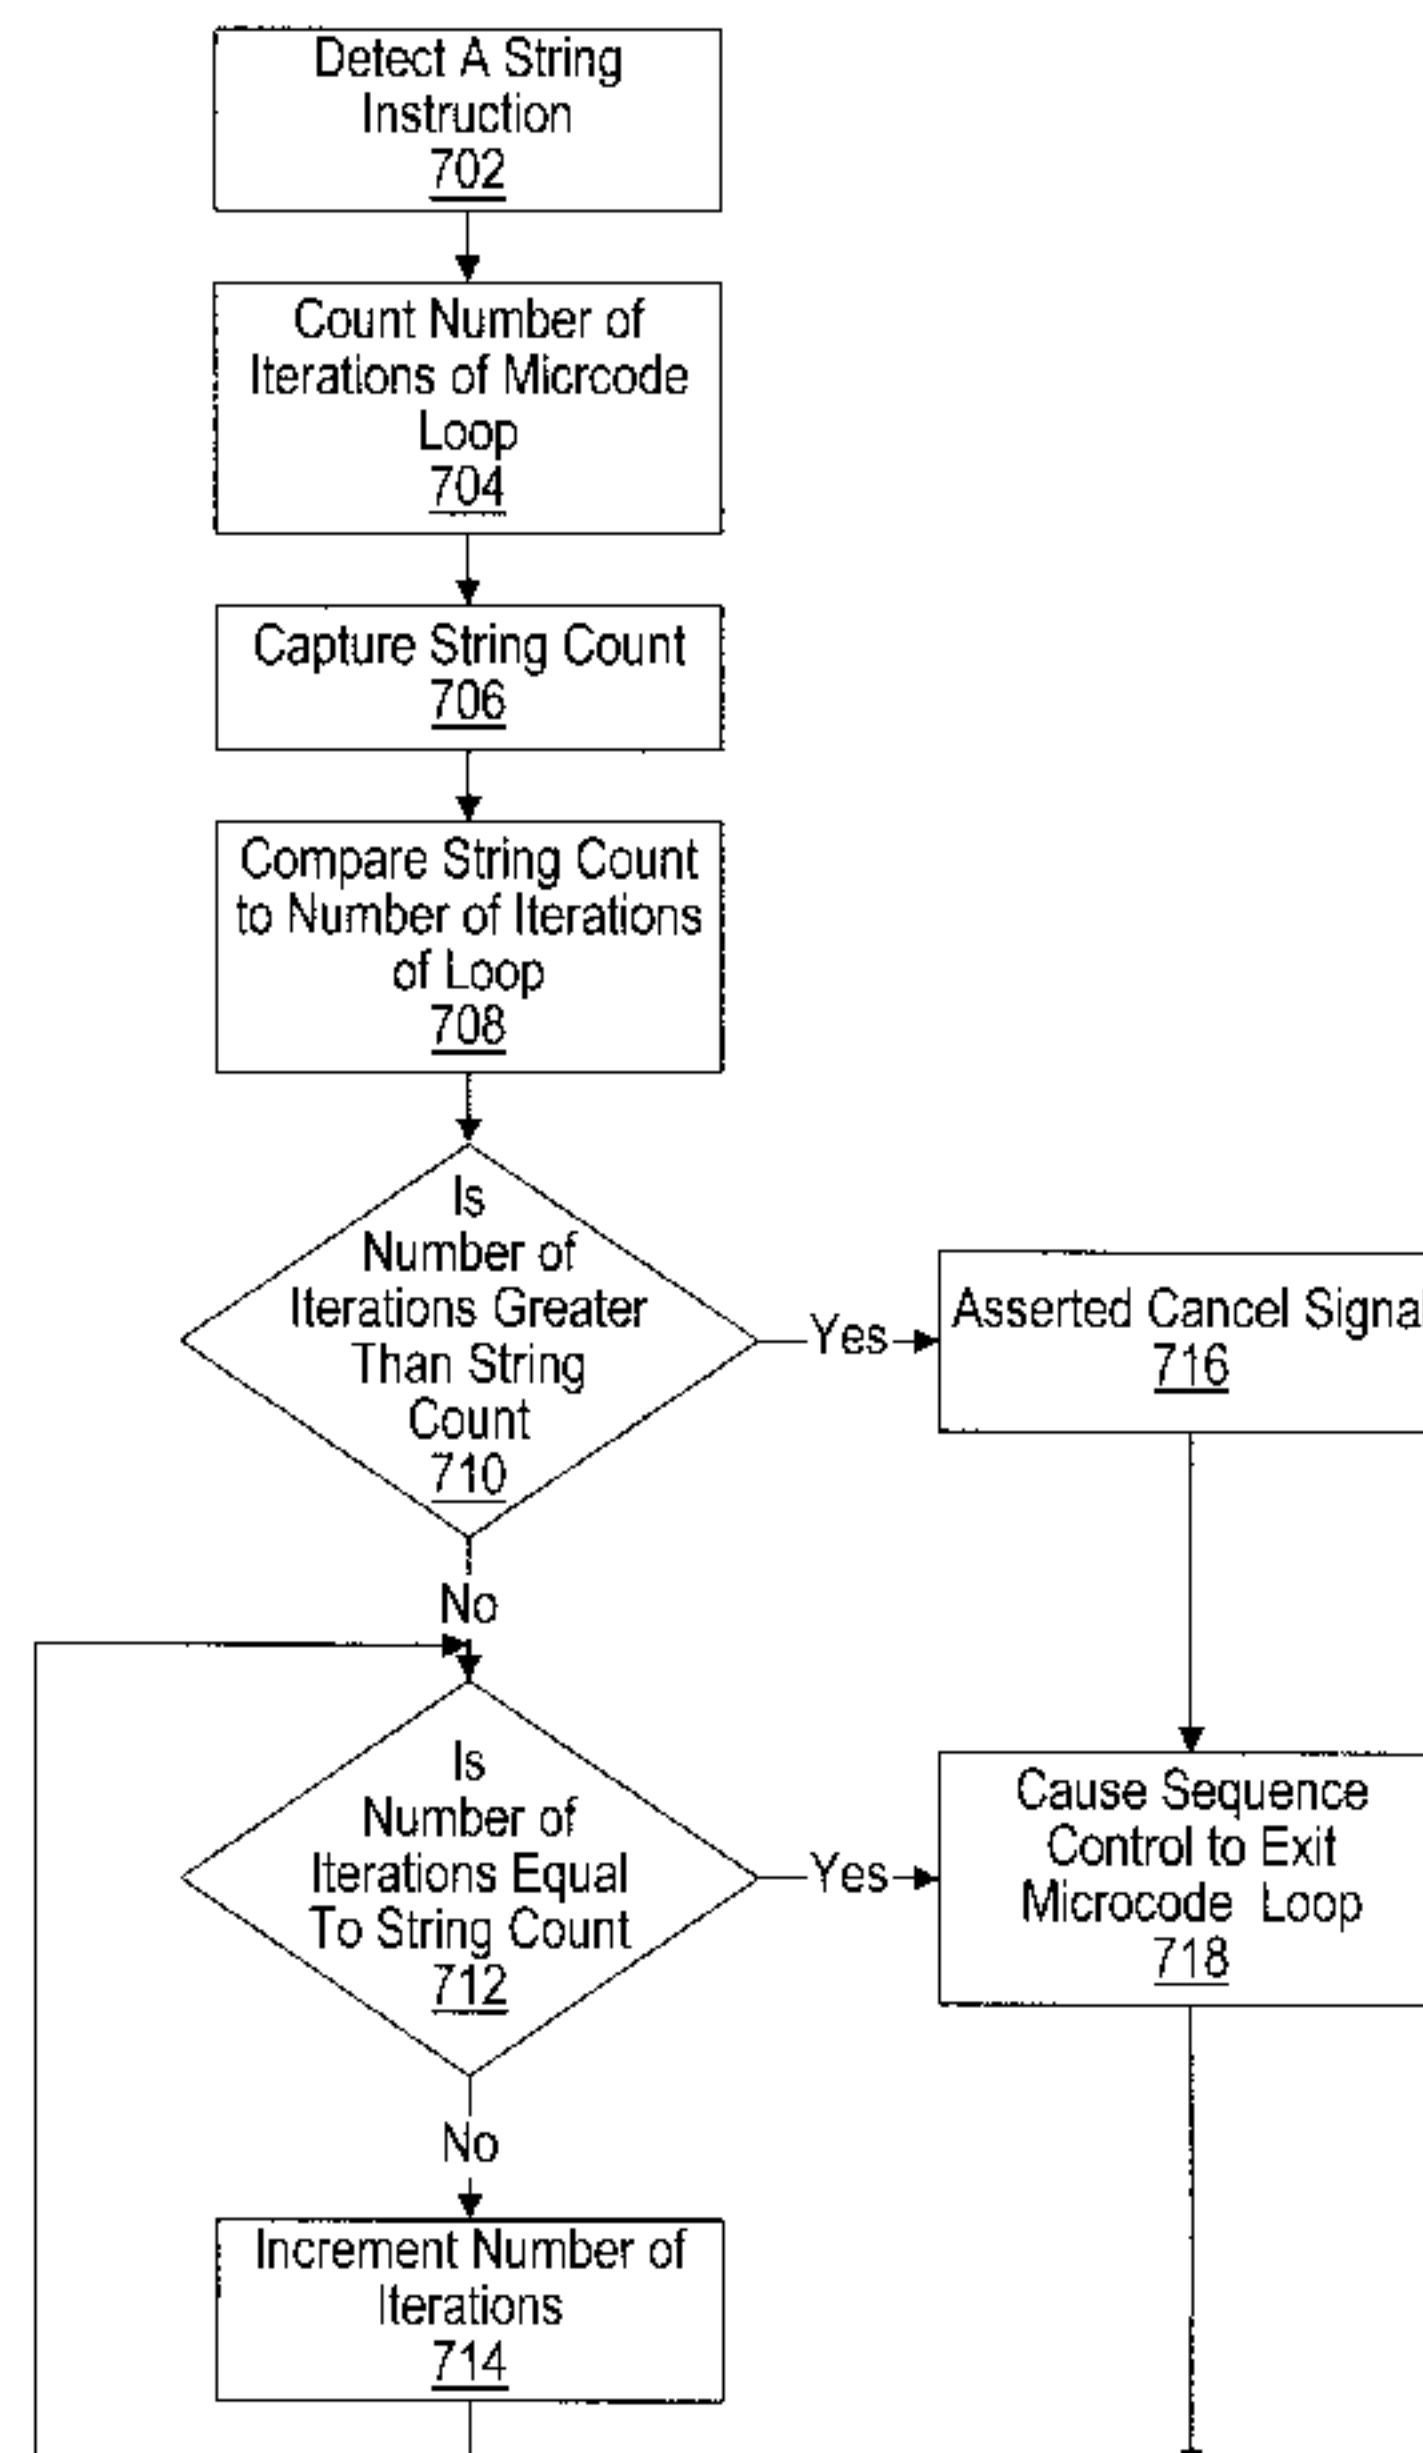 Detect A String
Instruction
702
Count Number of
Iterations of Micrcode
Loop
704
Capture String Count
706
Compare String Count
to Number of Iterations
of Loop
708
Is
Number of
Iterations Greater
Than String
Count
710
Yes
Asserted Cancel Signal
716
No
Is
Number of
Iterations Equal
To String Count
712
Yes
Cause Sequence
Control to Exit
Microcode Loop
718
No
Increment Number of
Iterations
714